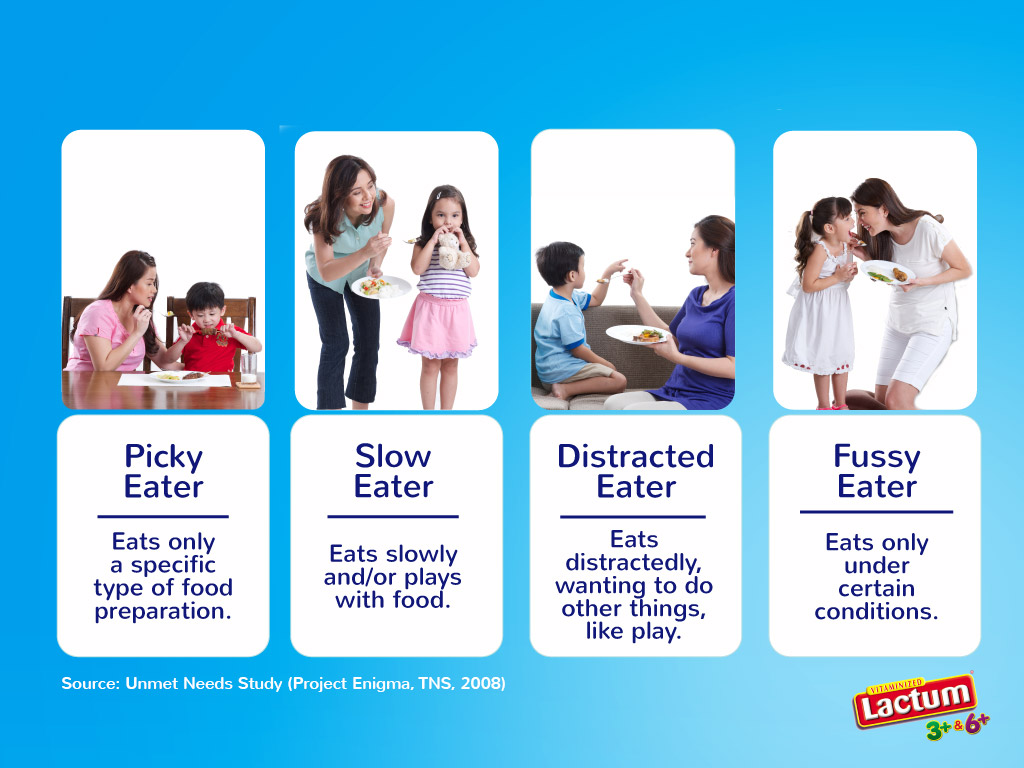 Picky
Eater
Eats only
a specific
type of food
preparation.
Slow
Eater
Eats slowly
and/or plays
with food.
Distracted
Eater
Eats
distractedly,
wanting to do
other things,
like play.
Fussy
Eater
Eats only
under
certain
conditions.
Source: Unmet Needs Study (Project Enigma, TNS, 2008)
VITAMINIZED
Lactum
3+ & 6+